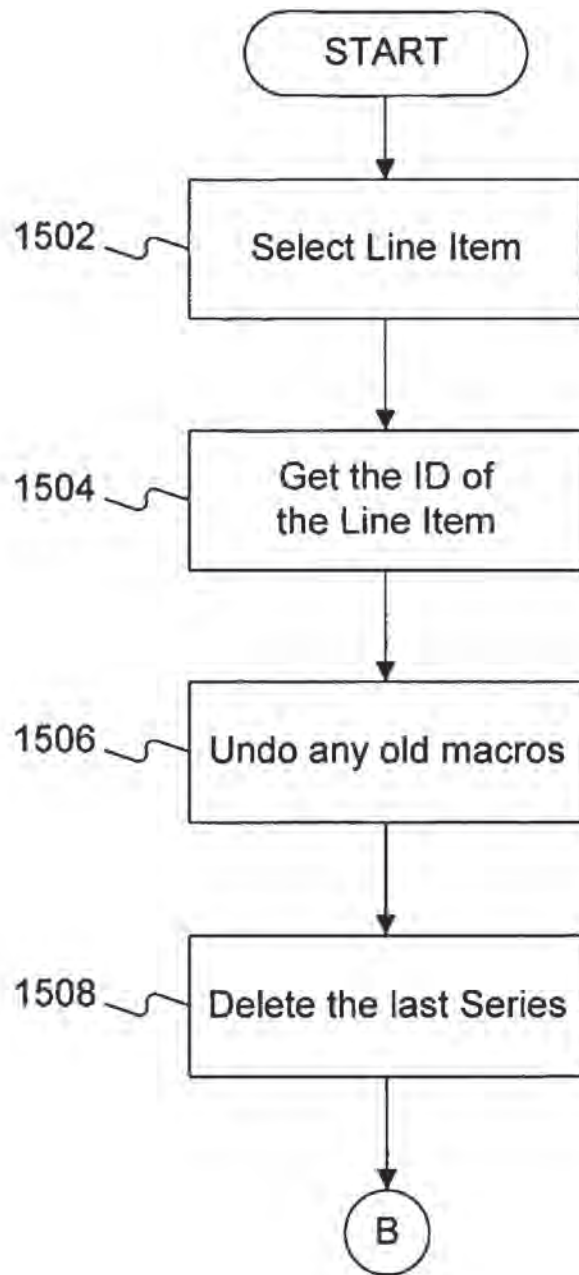 START
1502
Select Line Item
1504
Get the ID of
the Line Item
1506
Undo any old macros
1508
Delete the last Series
B